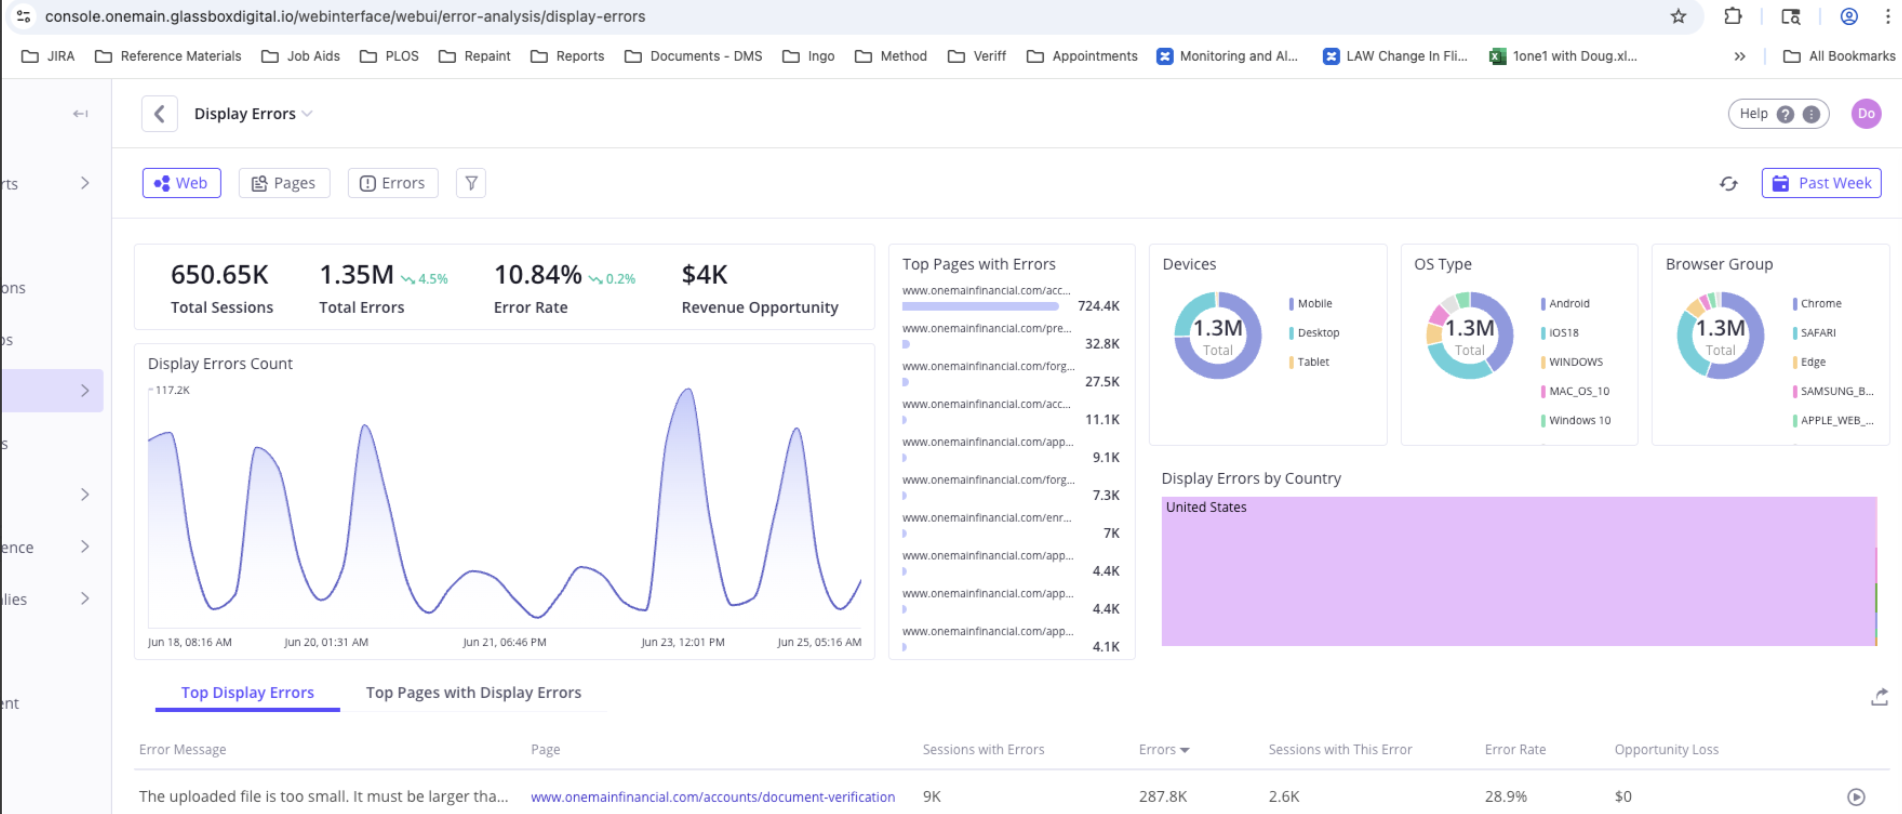 console.onemain.glassboxdigital.io/webinterface/webui/error-analysis/display-errors
JIRA Reference Materials Job Aids PLOS Repaint Reports Documents - DMS Ingo Method Veriff Appointments Monitoring and Al... LAW Change In Fli... 1one1 with Doug.xl... » All Bookmarks
Display Errors
Help ?
Do
rts
ons
os
s
ence
lies
ent
Web Pages Errors
Past Week
650.65K
Total Sessions
1.35M 4.5%
Total Errors
10.84% 0.2%
Error Rate
$4K
Revenue Opportunity
Display Errors Count
117.2K
Jun 18, 08:16 AM Jun 20, 01:31 AM Jun 21, 06:46 PM Jun 23, 12:01 PM Jun 25, 05:16 AM
Top Pages with Errors
www.onemainfinancial.com/acc...
724.4K
www.onemainfinancial.com/pre...
32.8K
www.onemainfinancial.com/forg...
27.5K
www.onemainfinancial.com/acc...
11.1K
www.onemainfinancial.com/app...
9.1K
www.onemainfinancial.com/forg...
7.3K
www.onemainfinancial.com/enr...
7K
www.onemainfinancial.com/app...
4.4K
www.onemainfinancial.com/app...
4.4K
www.onemainfinancial.com/app...
4.1K
Devices
1.3M
Total
Mobile
Desktop
Tablet
OS Type
1.3M
Total
Android
IOS18
WINDOWS
MAC_OS_10
Windows 10
Browser Group
1.3M
Total
Chrome
SAFARI
Edge
SAMSUNG_B...
APPLE_WEB_...
Display Errors by Country
United States
Top Display Errors Top Pages with Display Errors
Error Message Page Sessions with Errors Errors Sessions with This Error Error Rate Opportunity Loss
The uploaded file is too small. It must be larger tha... www.onemainfinancial.com/accounts/document-verification 9K 287.8K 2.6K 28.9% $0